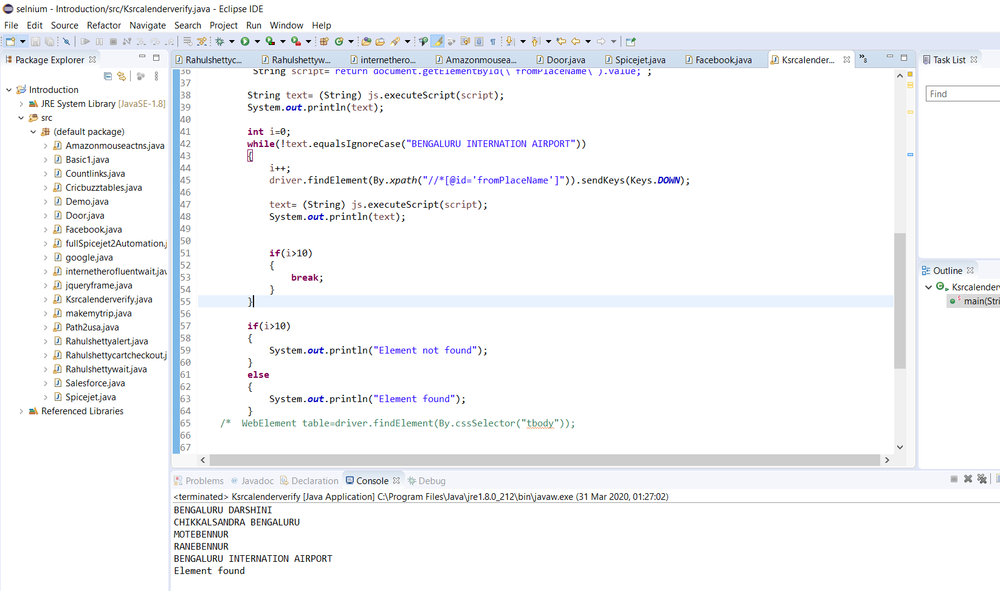 selnium - Introduction/src/Ksrcalenderverify.java - Eclipse IDE
File Edit Source Refactor Navigate Search Project Run Window Help
Package Explorer
Introduction
JRE System Library [JavaSE-1.8]
src
(default package)
Amazonmouseactns.java
Basic1.java
Countlinks.java
Cricbuzztables.java
Demo.java
Door.java
Facebook.java
fullSpicejet2Automation.j
google.java
internetherofluentwait.jav
jqueryframe.java
Ksrcalenderverify.java
makemytrip.java
Path2usa.java
Rahulshettyalert.java
Rahulshettycartcheckout.j
Rahulshettywait.java
Salesforce.java
Spicejet.java
Referenced Libraries
Rahulshettyc... Rahulshettyw... internethero... Amazonmousea... Door.java Spicejet.java Facebook.java Ksrcalender... »8
36 String script= return document.getElementById(\ fromPlaceName\ ).value; ;
37
38 String text= (String) js.executeScript(script);
39 System.out.println(text);
40
41 int i=0;
42 while(!text.equalsIgnoreCase("BENGALURU INTERNATION AIRPORT"))
43 {
44 i++;
45 driver.findElement(By.xpath("//*[@id='fromPlaceName']")).sendKeys(Keys.DOWN);
46
47 text= (String) js.executeScript(script);
48 System.out.println(text);
49
50
51 if(i>10)
52 {
53 break;
54 }
55 }
56
57 if(i>10)
58 {
59 System.out.println("Element not found");
60 }
61 else
62 {
63 System.out.println("Element found");
64 }
65 /* WebElement table=driver.findElement(By.cssSelector("tbody"));
66
67
Task List
Find
Outline
Ksrcalenderv
main(Stri
Problems @ Javadoc Declaration Console Debug
<terminated> Ksrcalenderverify [Java Application] C:\Program Files\Java\jre1.8.0_212\bin\javaw.exe (31 Mar 2020, 01:27:02)
BENGALURU DARSHINI
CHIKKALSANDRA BENGALURU
MOTEBENNUR
RANEBENNUR
BENGALURU INTERNATION AIRPORT
Element found